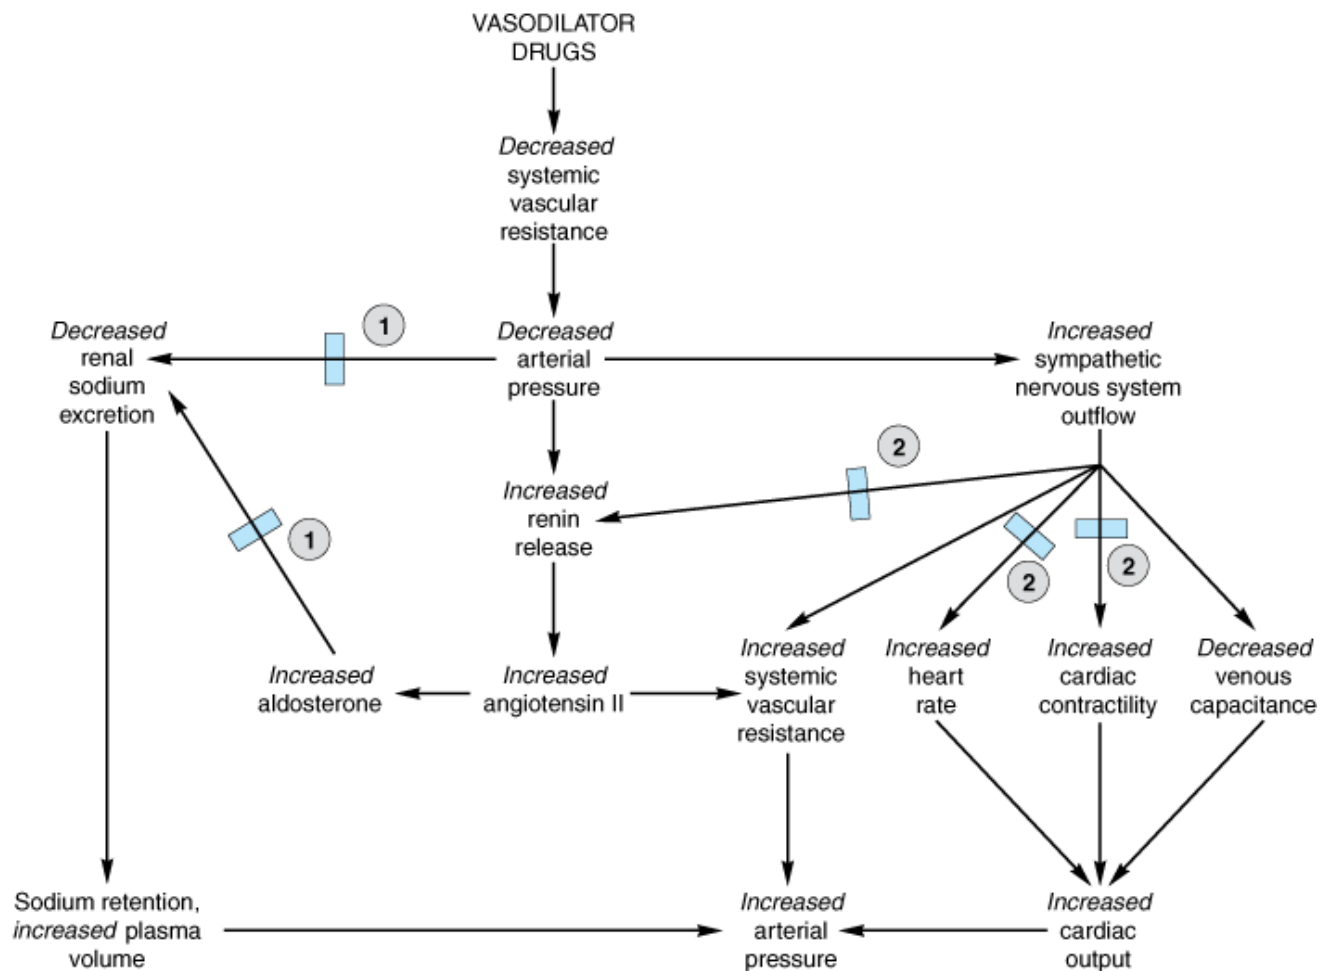 VASODILATOR
DRUGS
Decreased
systemic
vascular
resistance
1
Decreased
renal
sodium
excretion
Decreased
arterial
pressure
Increased
sympathetic
nervous system
outflow
2
Increased
renin
release
1
2
2
Increased
aldosterone
Increased
angiotensin II
Increased
systemic
vascular
resistance
Increased
heart
rate
Increased
cardiac
contractility
Decreased
venous
capacitance
Sodium retention,
increased plasma
volume
Increased
arterial
pressure
Increased
cardiac
output